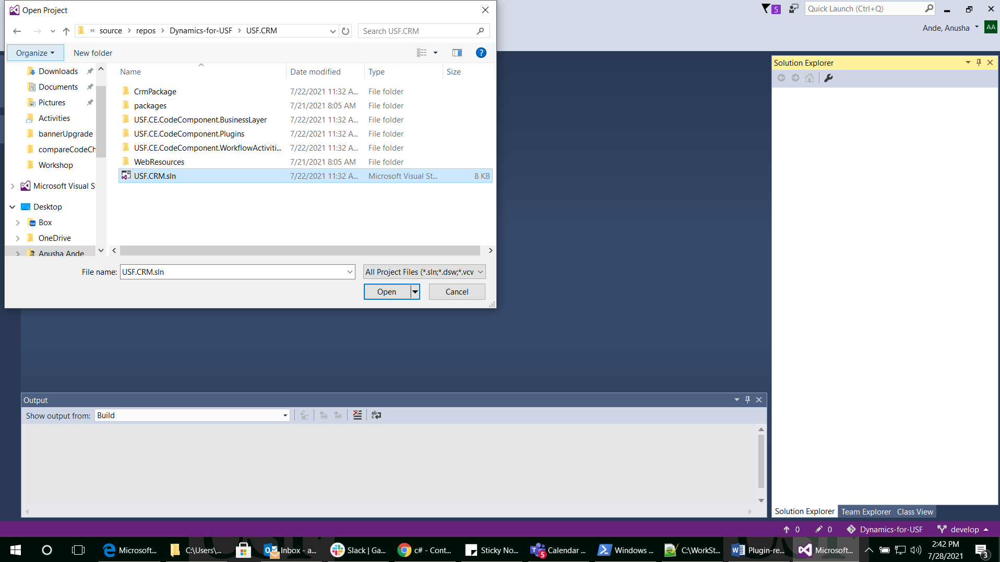 Open Project
« source > repos > Dynamics-for-USF > USF.CRM
Search USF.CRM
Organize
New folder
?
Downloads
Documents
Pictures
Activities
bannerUpgrade
compareCodeCh
Workshop
Microsoft Visual S
Desktop
Box
OneDrive
Anusha Ande
Name Date modified Type Size
CrmPackage 7/22/2021 11:32 A... File folder
packages 7/21/2021 8:05 AM File folder
USF.CE.CodeComponent.BusinessLayer 7/22/2021 11:32 A... File folder
USF.CE.CodeComponent.Plugins 7/22/2021 11:32 A... File folder
USF.CE.CodeComponent.WorkflowActiviti... 7/22/2021 11:32 A... File folder
WebResources 7/21/2021 8:05 AM File folder
USF.CRM.sln 7/22/2021 11:32 A... Microsoft Visual St... 8 KB
File name: USF.CRM.sln
All Project Files (*.sln;*.dsw;*.vcw
Open
Cancel
5
Quick Launch (Ctrl+Q)
Ande, Anusha
AA
Solution Explorer
Output
Show output from: Build
Solution Explorer Team Explorer Class View
0 0 Dynamics-for-USF develop
Microsoft...
C:\Users\...
Inbox - a...
Slack | Ga...
c# - Cont...
Sticky No...
5
Calendar ...
Windows ...
C:\WorkSt...
Plugin-re...
Microsoft...
2:42 PM
7/28/2021
3